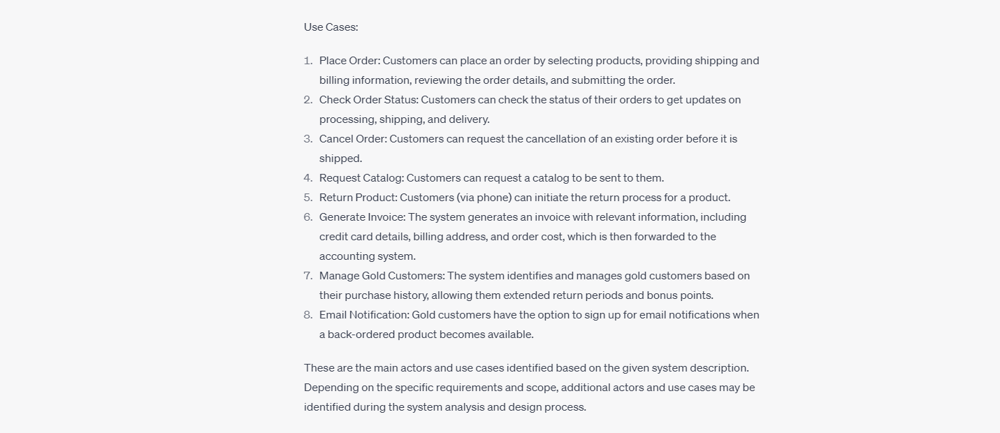 Use Cases:
1. Place Order: Customers can place an order by selecting products, providing shipping and
billing information, reviewing the order details, and submitting the order.
2. Check Order Status: Customers can check the status of their orders to get updates on
processing, shipping, and delivery.
3. Cancel Order: Customers can request the cancellation of an existing order before it is
shipped.
4. Request Catalog: Customers can request a catalog to be sent to them.
5. Return Product: Customers (via phone) can initiate the return process for a product.
6. Generate Invoice: The system generates an invoice with relevant information, including
credit card details, billing address, and order cost, which is then forwarded to the
accounting system.
7. Manage Gold Customers: The system identifies and manages gold customers based on
their purchase history, allowing them extended return periods and bonus points.
8. Email Notification: Gold customers have the option to sign up for email notifications when
a back-ordered product becomes available.
These are the main actors and use cases identified based on the given system description.
Depending on the specific requirements and scope, additional actors and use cases may be
identified during the system analysis and design process.